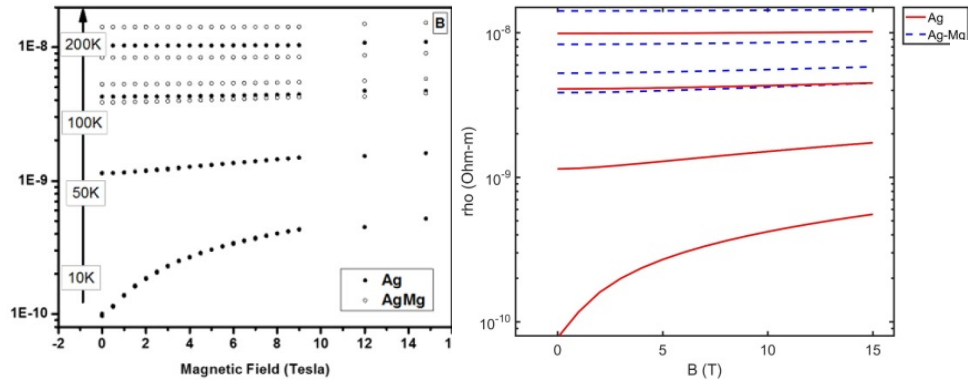 B
1E-8
200K
100K
1E-9
50K
10K
1E-10
Ag
AgMg
-2 0 2 4 6 8 10 12 14 1
Magnetic Field (Tesla)
Ag
Ag-Mg
10-8
10-9
10-10
rho (Ohm-m)
0 5 10 15
B (T)